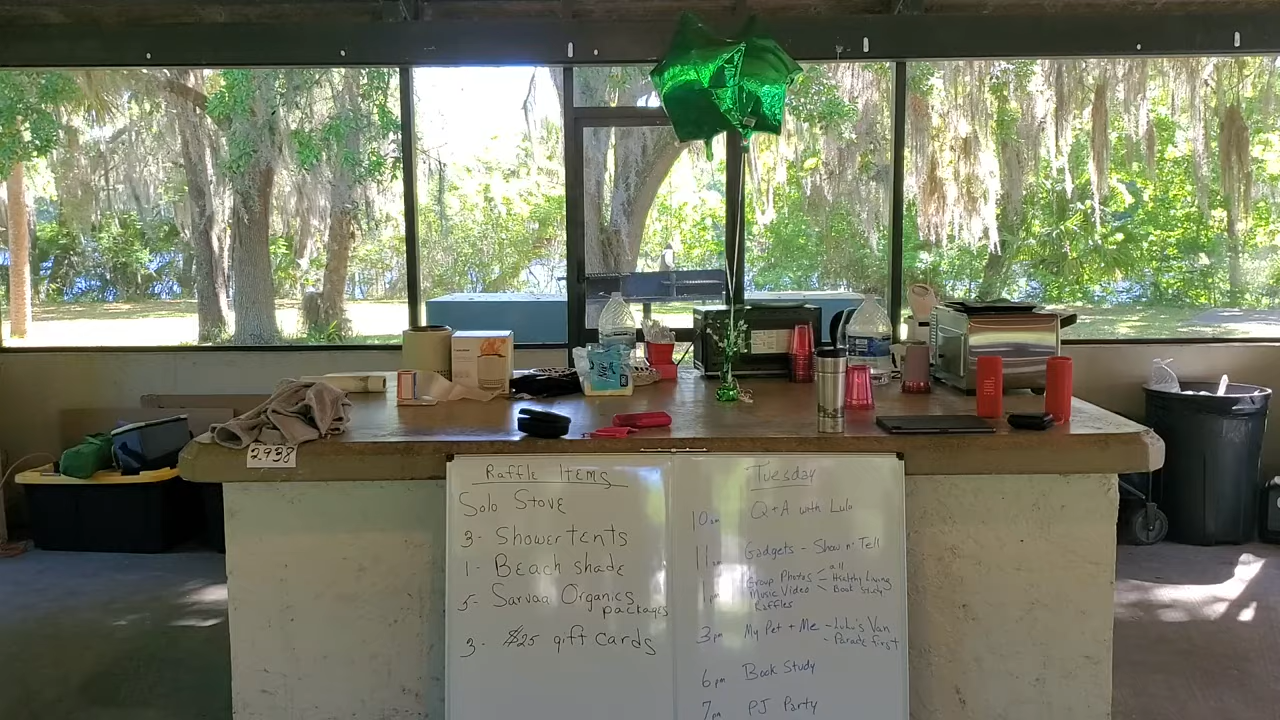 2938
Raffle Items
Solo Stove
3- Shower tents
1- Beach shade
5- Sarvaa Organics
packages
3- $25 gift cards
Tuesday
10am Q+A with Lulo
11am Gadgets - Show n' Tell
1pm Group Photos - all
- Healthy Living
Music Video - Book Study
Raffles
3pm My Pet + Me - Lulu's Van
- Parade first
6pm Book Study
7pm PJ Party